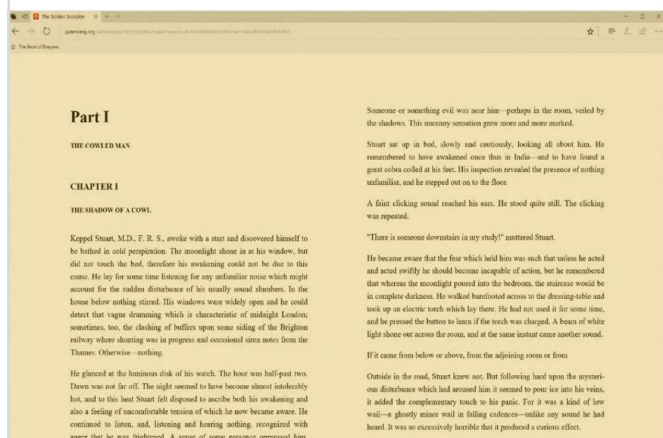 The Golden Scorpion
The Book of Dragons
Part I
THE COWLED MAN
CHAPTER I
THE SHADOW OF A COWL
Keppel Stuart, M.D., F. R. S., awoke with a start and discovered himself to
be bathed in cold perspiration. The moonlight shone in at his window, but
did not touch the bed, therefore his awakening could not be due to this
cause. He lay for some time listening for any unfamiliar noise which might
account for the sudden disturbance of his usually sound slumbers. In the
house below nothing stirred. His windows were widely open and he could
detect that vague drumming which is characteristic of midnight London;
sometimes, too, the clashing of buffers upon some siding of the Brighton
railway where shunting was in progress and occasional siren notes from the
Thames. Otherwise—nothing.
He glanced at the luminous disk of his watch. The hour was half-past two.
Dawn was not far off. The night seemed to have become almost intolerably
hot, and to this heat Stuart felt disposed to ascribe both his awakening and
also a feeling of uncomfortable tension of which he now became aware. He
continued to listen, and, listening and hearing nothing, recognized with
anger that he was frightened. A sense of some presence oppressed him.
Someone or something evil was near him—perhaps in the room, veiled by
the shadows. This uncanny sensation grew more and more marked.
Stuart sat up in bed, slowly and cautiously, looking all about him. He
remembered to have awakened once thus in India—and to have found a
great cobra coiled at his feet. His inspection revealed the presence of nothing
unfamiliar, and he stepped out on to the floor.
A faint clicking sound reached his ears. He stood quite still. The clicking
was repeated.
"There is someone downstairs in my study!" muttered Stuart.
He became aware that the fear which held him was such that unless he acted
and acted swiftly he should become incapable of action, but he remembered
that whereas the moonlight poured into the bedroom, the staircase would be
in complete darkness. He walked barefooted across to the dressing-table and
took up an electric torch which lay there. He had not used it for some time,
and he pressed the button to learn if the torch was charged. A beam of white
light shone out across the room, and at the same instant came another sound.
If it came from below or above, from the adjoining room or from
Outside in the road, Stuart knew not. But following hard upon the mysteri-
ous disturbance which had aroused him it seemed to pour ice into his veins,
it added the complementary touch to his panic. For it was a kind of low
wail—a ghostly minor wail in falling cadences—unlike any sound he had
heard. It was so excessively horrible that it produced a curious effect.